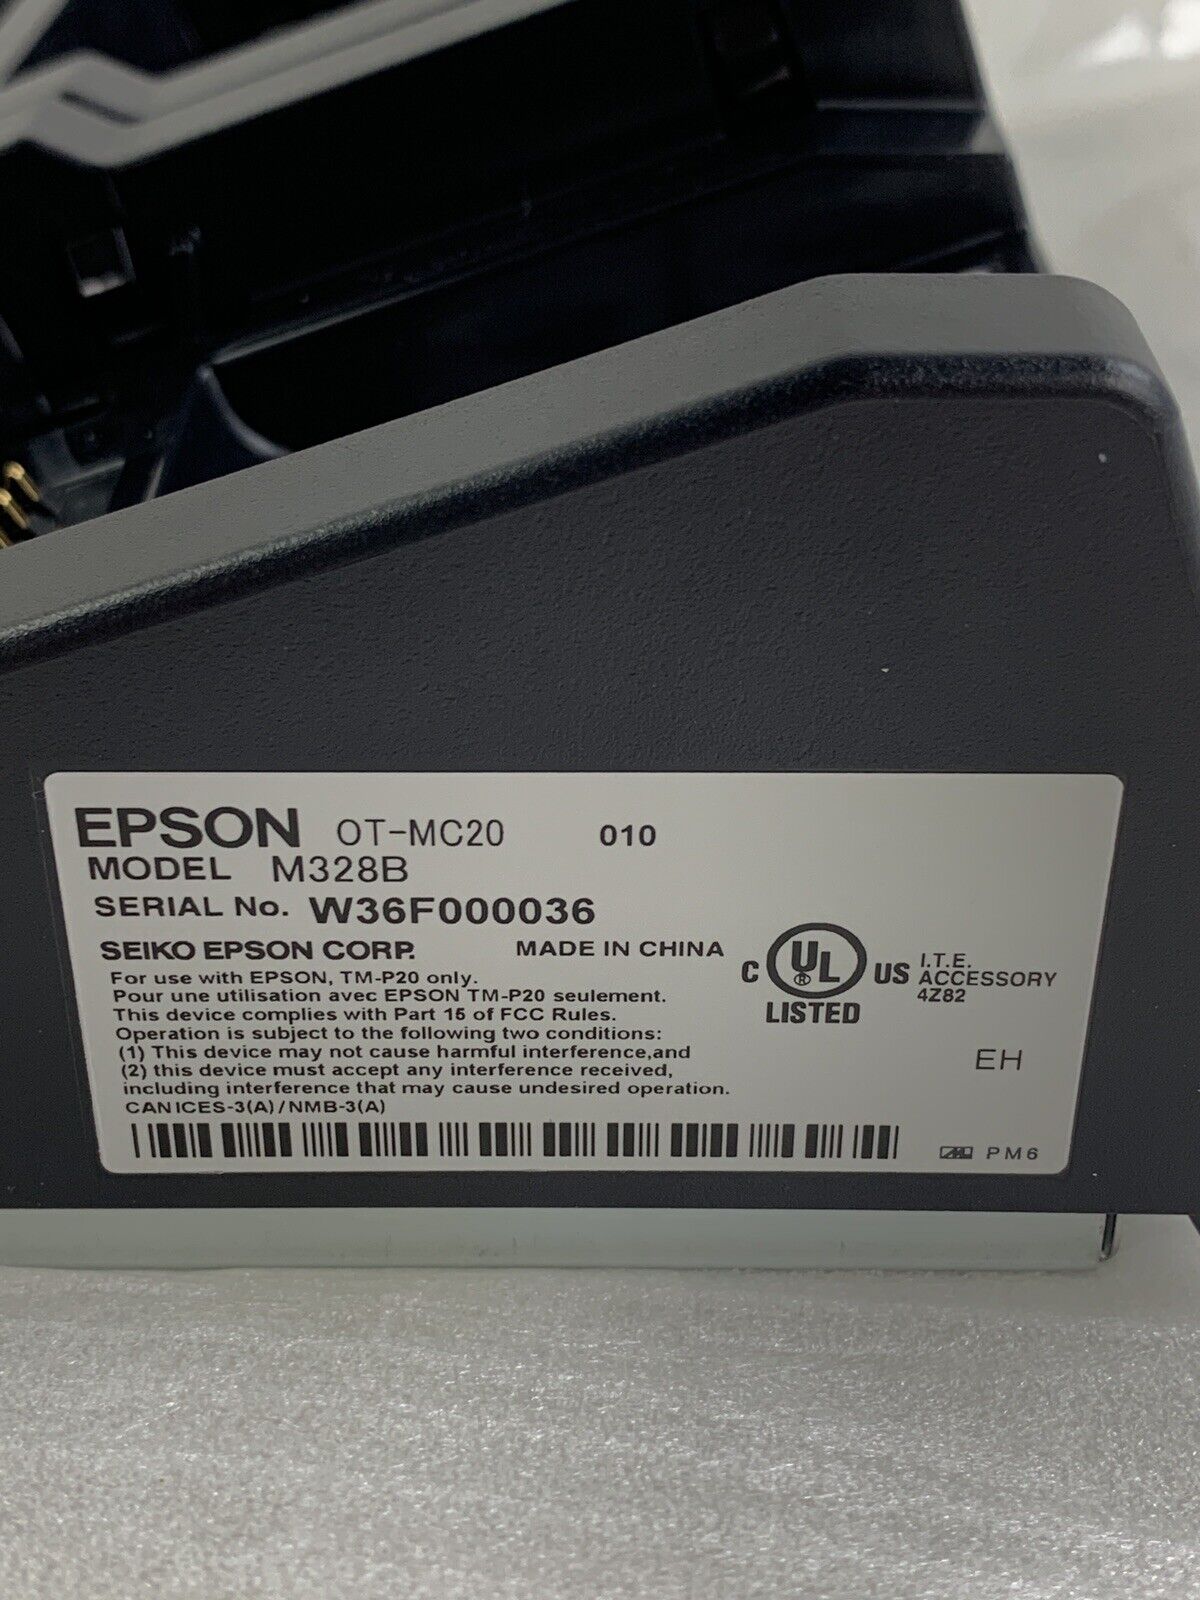 EPSON OT-MC20 010
MODEL M328B
SERIAL No. W36F000036
SEIKO EPSON CORP. MADE IN CHINA
For use with EPSON, TM-P20 only.
Pour une utilisation avec EPSON TM-P20 seulement.
This device complies with Part 15 of FCC Rules.
Operation is subject to the following two conditions:
(1) This device may not cause harmful interference,and
(2) this device must accept any interference received,
including interference that may cause undesired operation.
CAN ICES-3(A)/NMB-3(A)
C UL ® US
LISTED
I.T.E.
ACCESSORY
4Z82
EH
PM6